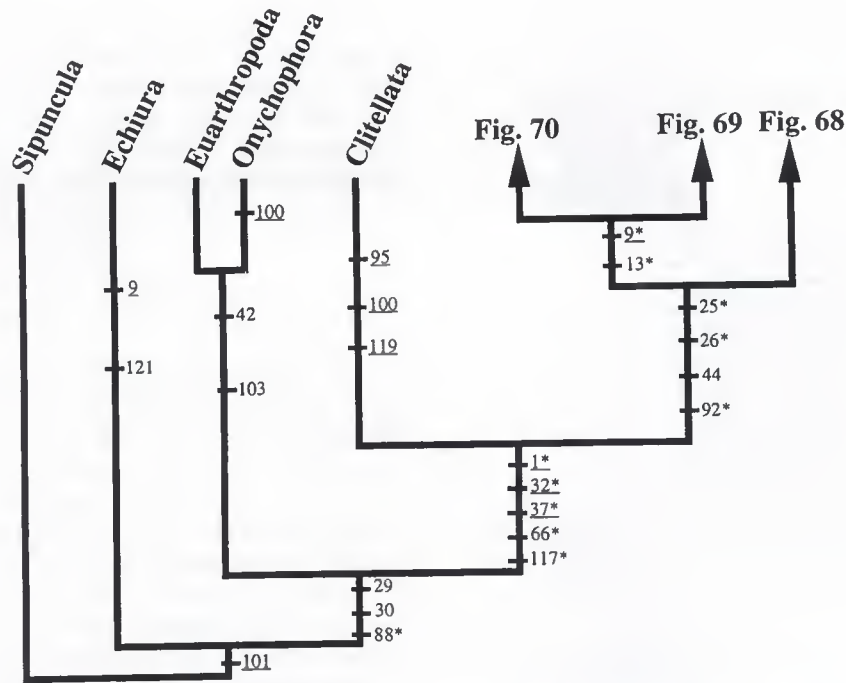 Sipuncula
Echiura
Euarthropoda
Onychophora
Clitellata
Fig. 70
Fig. 69
Fig. 68
100
9*
13*
95
9
100
25*
42
26*
119
121
44
103
92*
1*
32*
37*
66*
117*
29
30
88*
101